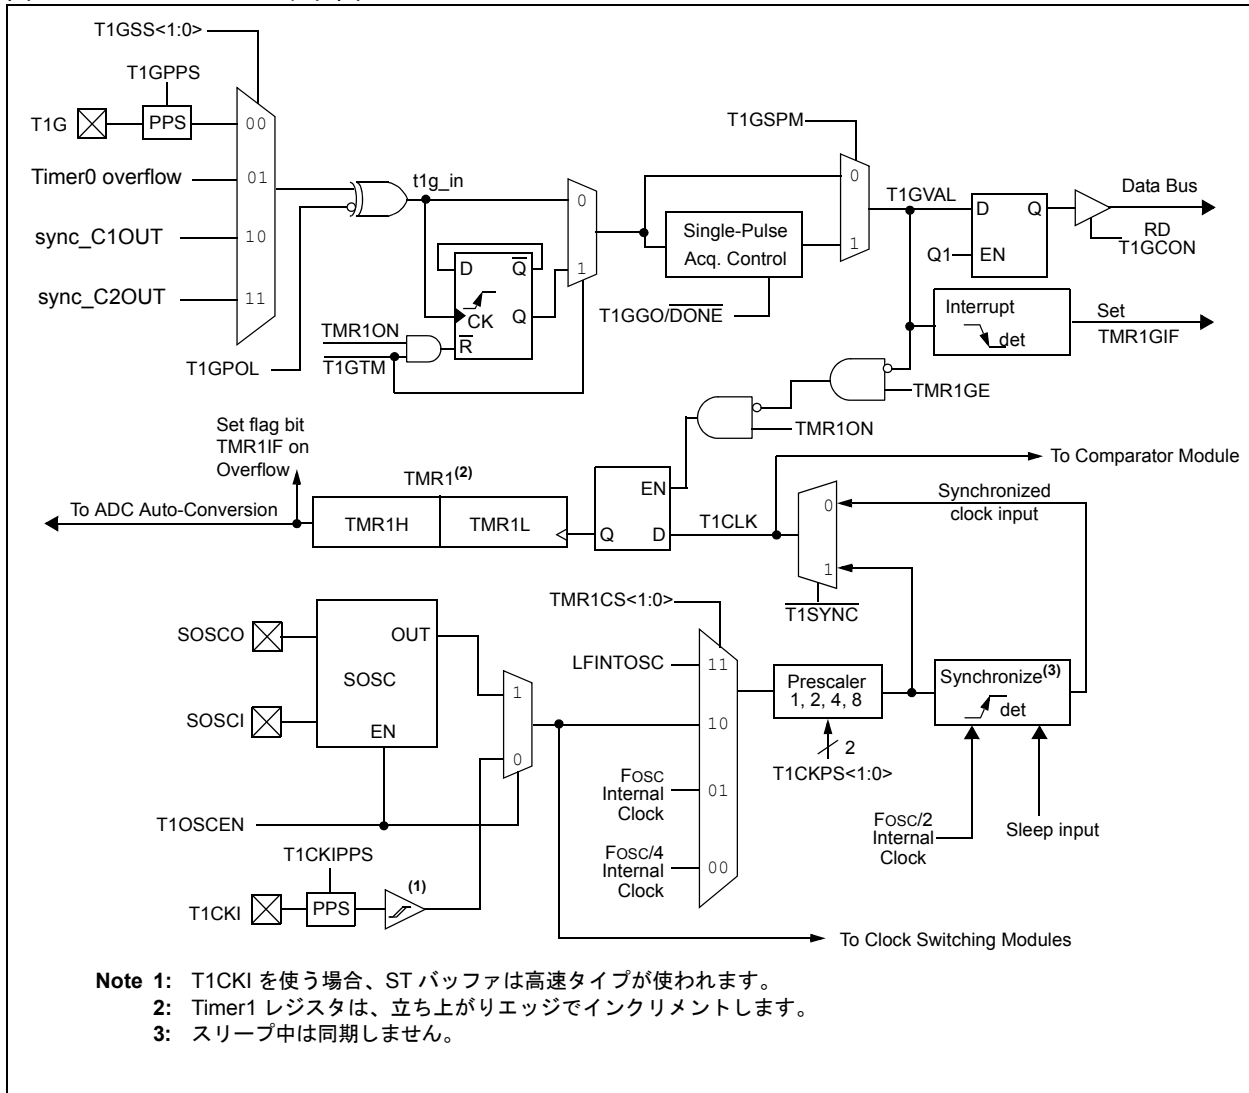 T1GSS<1:0>
T1GPPS
T1G
PPS
00
T1GSPM
Timer0 overflow
01
t1g_in
0
0
T1GVAL
D
Q
Data Bus
sync_C1OUT
10
Single-Pulse
Acq. Control
1
RD
T1GCON
Q1
EN
D
Q
1
sync_C2OUT
11
CK
Q
T1GGO/DONE
Interrupt
det
Set
TMR1GIF
TMR1ON
R
T1GTM
T1GPOL
TMR1GE
TMR1ON
Set flag bit
TMR1IF on
Overflow
To Comparator Module
TMR1(2)
EN
Synchronized
clock input
To ADC Auto-Conversion
TMR1H
TMR1L
Q
D
T1CLK
0
1
TMR1CS<1:0>
T1SYNC
SOSCO
OUT
LFINTOSC
11
Prescaler
1, 2, 4, 8
Synchronize(3)
det
SOSC
1
SOSCI
EN
10
2
T1CKPS<1:0>
0
FOSC
Internal
Clock
01
T1OSCEN
FOSC/2
Internal
Clock
Sleep input
T1CKIPPS
FOSC/4
Internal
Clock
00
(1)
T1CKI
PPS
To Clock Switching Modules
Note 1: T1CKI を使う場合、ST バッファは高速タイプが使われます。
2: Timer1 レジスタは、立ち上がりエッジでインクリメントします。
3: スリープ中は同期しません。